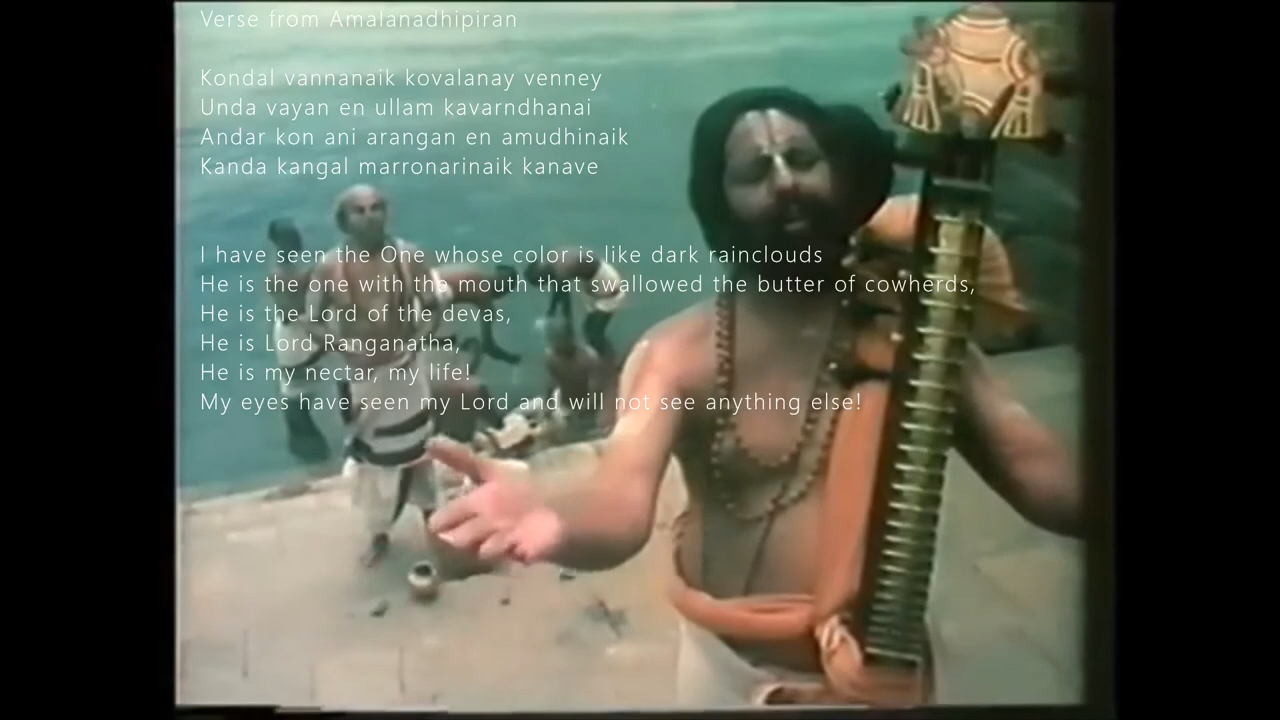 Verse from Amalanadhipiran
Kondal vannanaik kovalanay venney
Unda vayan en ullam kavarndhanai
Andar kon ani arangan en amudhinaik
Kanda kangal marronarinaik kanave
I have seen the One whose color is like dark rainclouds
He is the one with the mouth that swallowed the butter of cowherds,
He is the Lord of the devas,
He is Lord Ranganatha,
He is my nectar, my life!
My eyes have seen my Lord and will not see anything else!